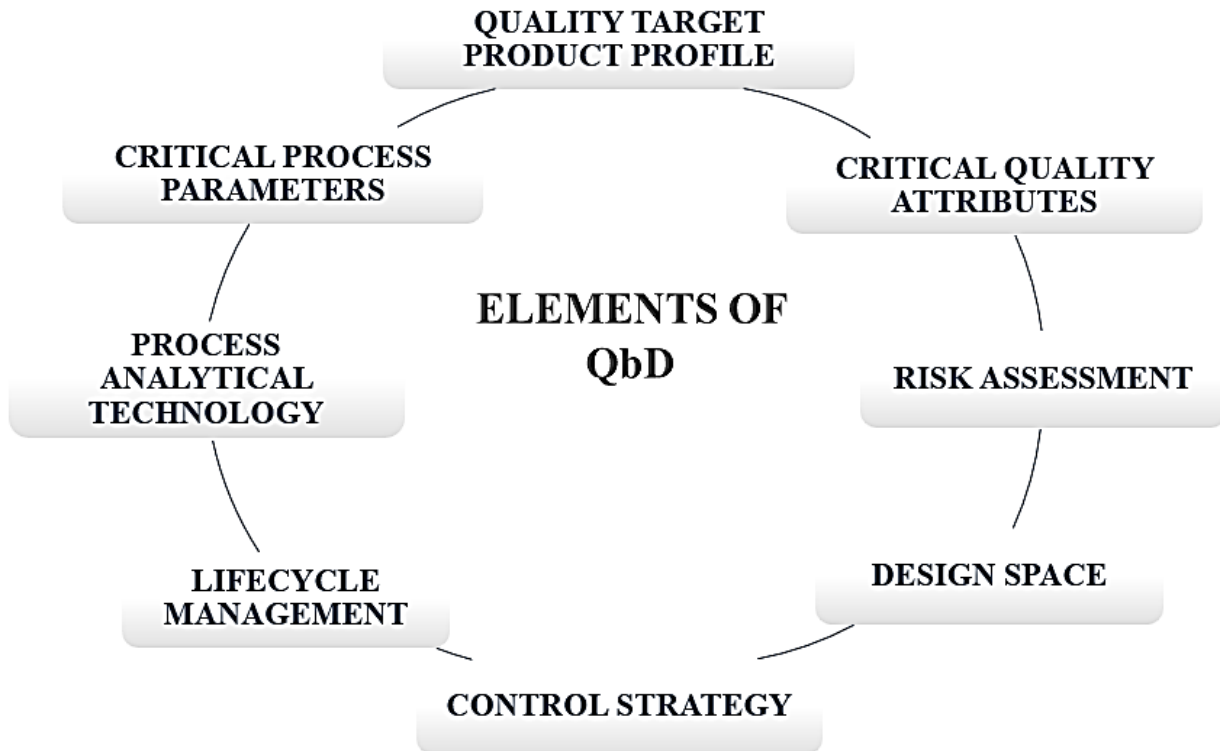 QUALITY TARGET
PRODUCT PROFILE
CRITICAL PROCESS
PARAMETERS
CRITICAL QUALITY
ATTRIBUTES
ELEMENTS OF
QbD
PROCESS
ANALYTICAL
TECHNOLOGY
RISK ASSESSMENT
LIFECYCLE
MANAGEMENT
DESIGN SPACE
CONTROL STRATEGY